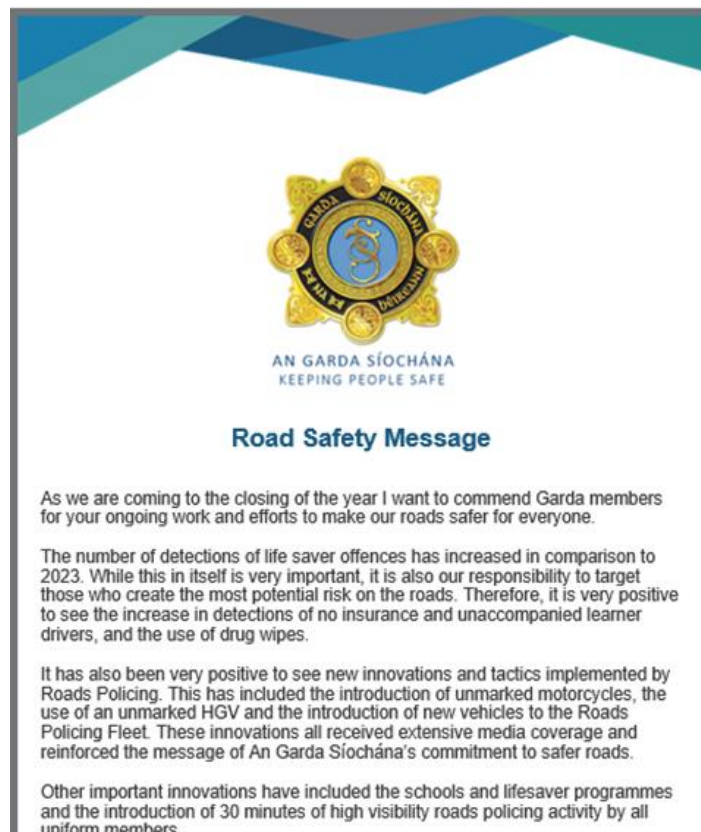 GARDA SÍOCHÁNA
NA hÉIREANN
AN GARDA SÍOCHÁNA
KEEPING PEOPLE SAFE
Road Safety Message
As we are coming to the closing of the year I want to commend Garda members
for your ongoing work and efforts to make our roads safer for everyone.
The number of detections of life saver offences has increased in comparison to
2023. While this in itself is very important, it is also our responsibility to target
those who create the most potential risk on the roads. Therefore, it is very positive
to see the increase in detections of no insurance and unaccompanied learner
drivers, and the use of drug wipes.
It has also been very positive to see new innovations and tactics implemented by
Roads Policing. This has included the introduction of unmarked motorcycles, the
use of an unmarked HGV and the introduction of new vehicles to the Roads
Policing Fleet. These innovations all received extensive media coverage and
reinforced the message of An Garda Síochána's commitment to safer roads.
Other important innovations have included the schools and lifesaver programmes
and the introduction of 30 minutes of high visibility roads policing activity by all
uniform members